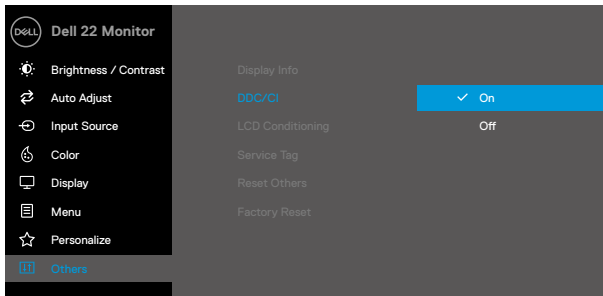 DELL Dell 22 Monitor
Brightness / Contrast
Auto Adjust
Input Source
Color
Display
Menu
Personalize
Others
Display Info
DDC/CI
LCD Conditioning
Service Tag
Reset Others
Factory Reset
On
Off